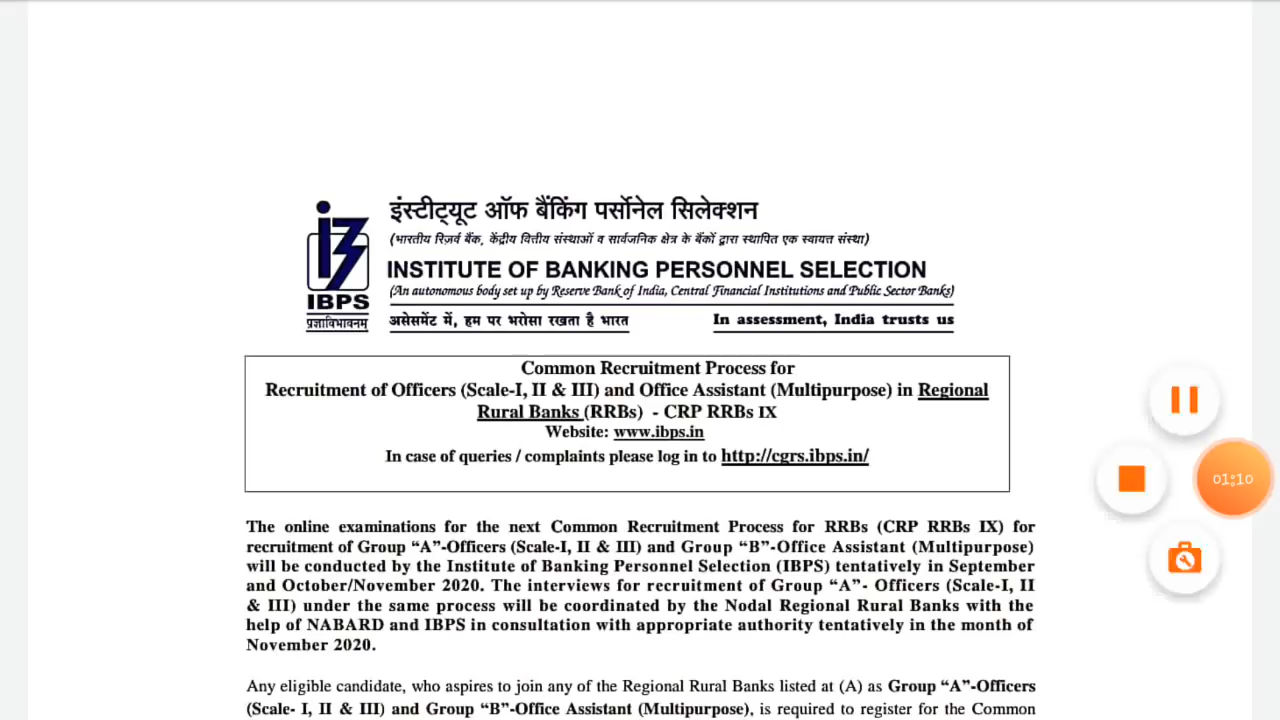 इंस्टीट्यूट ऑफ बैंकिंग पर्सोनेल सिलेक्शन
(भारतीय रिज़र्व बैंक, केंद्रीय वित्तीय संस्थाओं व सार्वजनिक क्षेत्र के बैंकों द्वारा स्थापित एक स्वायत्त संस्था)
INSTITUTE OF BANKING PERSONNEL SELECTION
(An autonomous body set up by Reserve Bank of India, Central Financial Institutions and Public Sector Banks)
IBPS
प्रज्ञाविभावनम्
असेसमेंट में, हम पर भरोसा रखता है भारत In assessment, India trusts us
Common Recruitment Process for
Recruitment of Officers (Scale-I, II & III) and Office Assistant (Multipurpose) in Regional
Rural Banks (RRBs) - CRP RRBs IX
Website: www.ibps.in
In case of queries / complaints please log in to http://cgrs.ibps.in/
01:10
The online examinations for the next Common Recruitment Process for RRBs (CRP RRBs IX) for
recruitment of Group “A”-Officers (Scale-I, II & III) and Group “B”-Office Assistant (Multipurpose)
will be conducted by the Institute of Banking Personnel Selection (IBPS) tentatively in September
and October/November 2020. The interviews for recruitment of Group “A”- Officers (Scale-I, II
& III) under the same process will be coordinated by the Nodal Regional Rural Banks with the
help of NABARD and IBPS in consultation with appropriate authority tentatively in the month of
November 2020.
Any eligible candidate, who aspires to join any of the Regional Rural Banks listed at (A) as Group “A”-Officers
(Scale- I, II & III) and Group “B”-Office Assistant (Multipurpose), is required to register for the Common